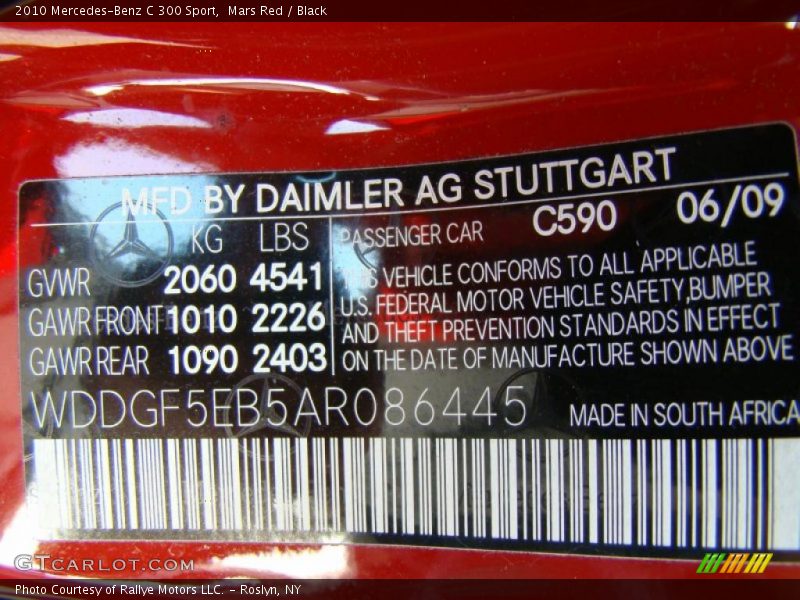 2010 Mercedes-Benz C 300 Sport, Mars Red / Black
MFD BY DAIMLER AG STUTTGART
KG LBS
GVWR 2060 4541
GAWR FRONT 1010 2226
GAWR REAR 1090 2403
PASSENGER CAR C590 06/09
THIS VEHICLE CONFORMS TO ALL APPLICABLE
U.S. FEDERAL MOTOR VEHICLE SAFETY, BUMPER
AND THEFT PREVENTION STANDARDS IN EFFECT
ON THE DATE OF MANUFACTURE SHOWN ABOVE
WDDGF5EB5AR086445 MADE IN SOUTH AFRICA
GTCARLOT.COM
Photo Courtesy of Rallye Motors LLC. - Roslyn, NY